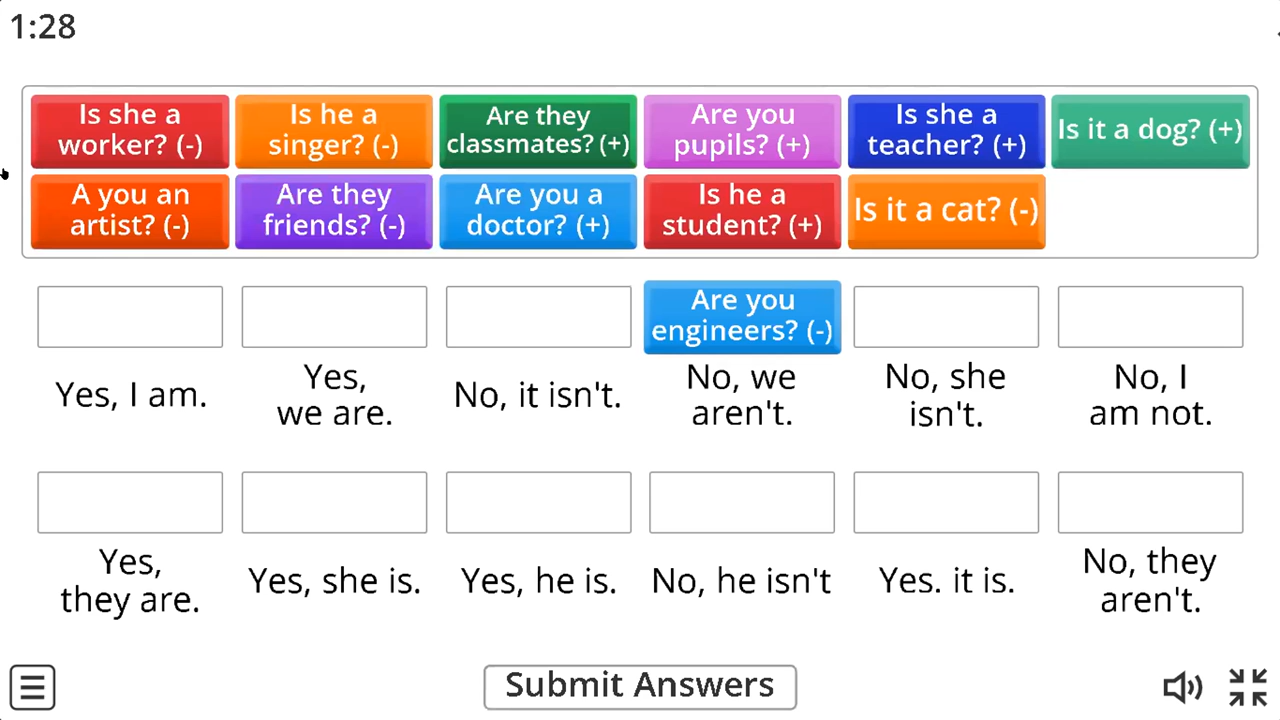 1:28
Is she a
worker? (-)
Is he a
singer? (-)
Are they
classmates? (+)
Are you
pupils? (+)
Is she a
teacher? (+)
Is it a dog? (+)
A you an
artist? (-)
Are they
friends? (-)
Are you a
doctor? (+)
Is he a
student? (+)
Is it a cat? (-)
Are you
engineers? (-)
Yes, I am.
Yes,
we are.
No, it isn't.
No, we
aren't.
No, she
isn't.
No, I
am not.
Yes,
they are.
Yes, she is.
Yes, he is.
No, he isn't
Yes. it is.
No, they
aren't.
Submit Answers